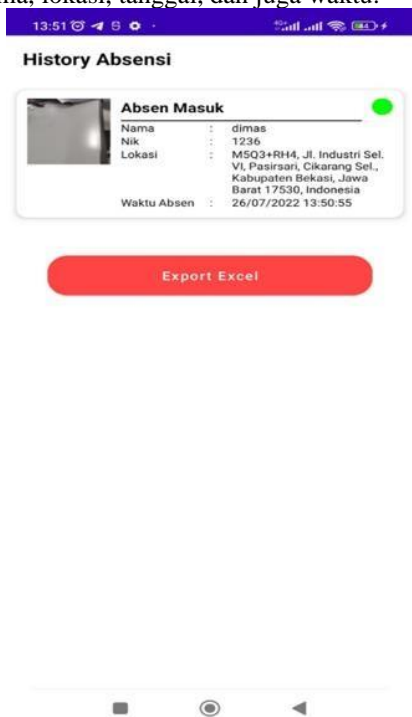 lokasi, tanggal, dan juga waktu.
13:51
History Absensi
Absen Masuk
Nama : dimas
Nik : 1236
Lokasi : M5Q3+RH4, Jl. Industri Sel.
VI, Pasirsari, Cikarang Sel.,
Kabupaten Bekasi, Jawa
Barat 17530, Indonesia
Waktu Absen : 26/07/2022 13:50:55
Export Excel